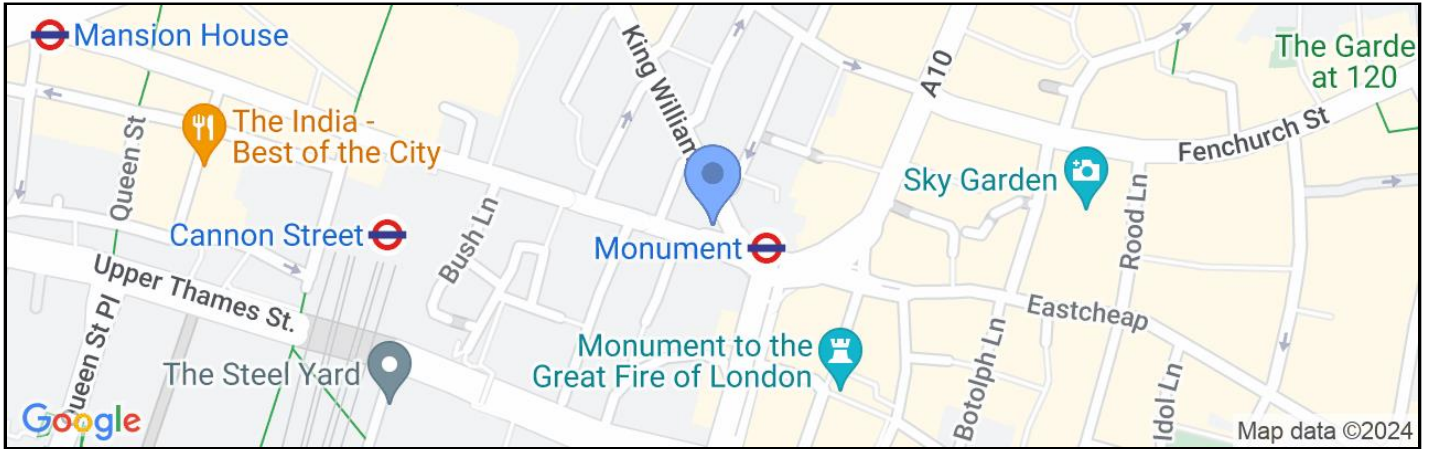 Mansion House
King William
A10
The Garde
at 120
The India -
Best of the City
Queen St
Fenchurch St
Sky Garden
Rood Ln
Cannon Street
Bush Ln
Monument
Upper Thames St.
Eastcheap
Queen St Pl
The Steel Yard
Monument to the
Great Fire of London
Botolph Ln
Idol Ln
Google
Map data ©2024